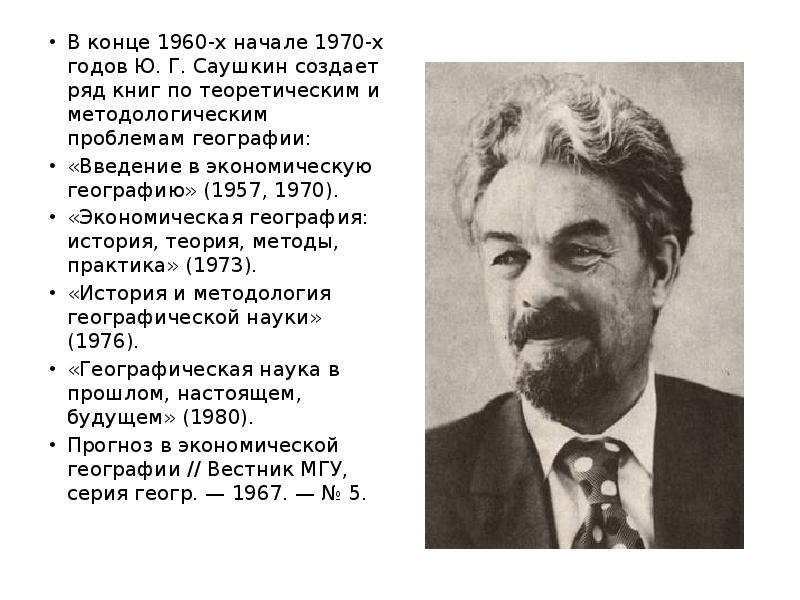 • В конце 1960-х начале 1970-х
годов Ю. Г. Саушкин создает
ряд книг по теоретическим и
методологическим
проблемам географии:
• «Введение в экономическую
географию» (1957, 1970).
• «Экономическая география:
история, теория, методы,
практика» (1973).
• «История и методология
географической науки»
(1976).
• «Географическая наука в
прошлом, настоящем,
будущем» (1980).
• Прогноз в экономической
географии // Вестник МГУ,
серия геогр. — 1967. — № 5.